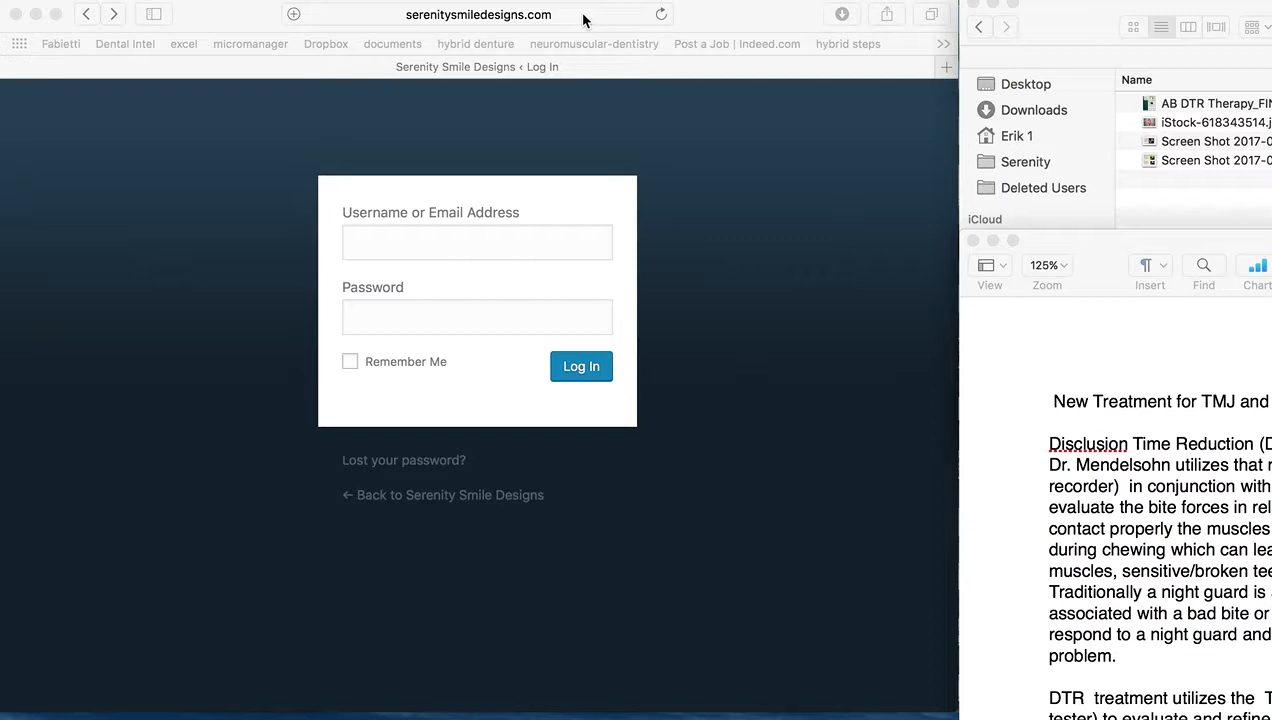 serenitysmiledesigns.com
Fabietti
Dental Intel
excel
micromanager
Dropbox
documents
hybrid denture
neuromuscular-dentistry
Post a Job | Indeed.com
hybrid steps
Serenity Smile Designs ‹ Log In
Username or Email Address
Password
Remember Me
Log In
Lost your password?
← Back to Serenity Smile Designs
Desktop
Downloads
Erik 1
Serenity
Deleted Users
iCloud
Name
AB DTR Therapy_FIN
iStock-618343514.j
Screen Shot 2017-0
Screen Shot 2017-0
125%
View
Zoom
Insert
Find
Chart
New Treatment for TMJ and
Disclusion Time Reduction (D
Dr. Mendelsohn utilizes that r
recorder) in conjunction with
evaluate the bite forces in rel
contact properly the muscles
during chewing which can lea
muscles, sensitive/broken tee
Traditionally a night guard is
associated with a bad bite or
respond to a night guard and
problem.
DTR treatment utilizes the T
tester) to evaluate and refine